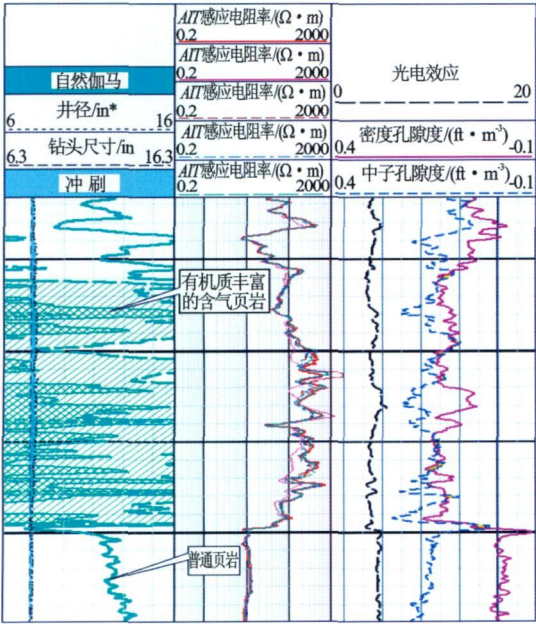 自然伽马
井径/in*
6 16
钻头尺寸/in
6.3 16.3
冲刷
AIT感应电阻率/(Ω·m)
0.2 2000
AIT感应电阻率/(Ω·m)
0.2 2000
AIT感应电阻率/(Ω·m)
0.2 2000
AIT感应电阻率/(Ω·m)
0.2 2000
AIT感应电阻率/(Ω·m)
0.2 2000
光电效应
0 20
密度孔隙度/(ft·m⁻³)
0.4 -0.1
中子孔隙度/(ft·m⁻³)
0.4 -0.1
有机质丰富
的含气页岩
普通页岩